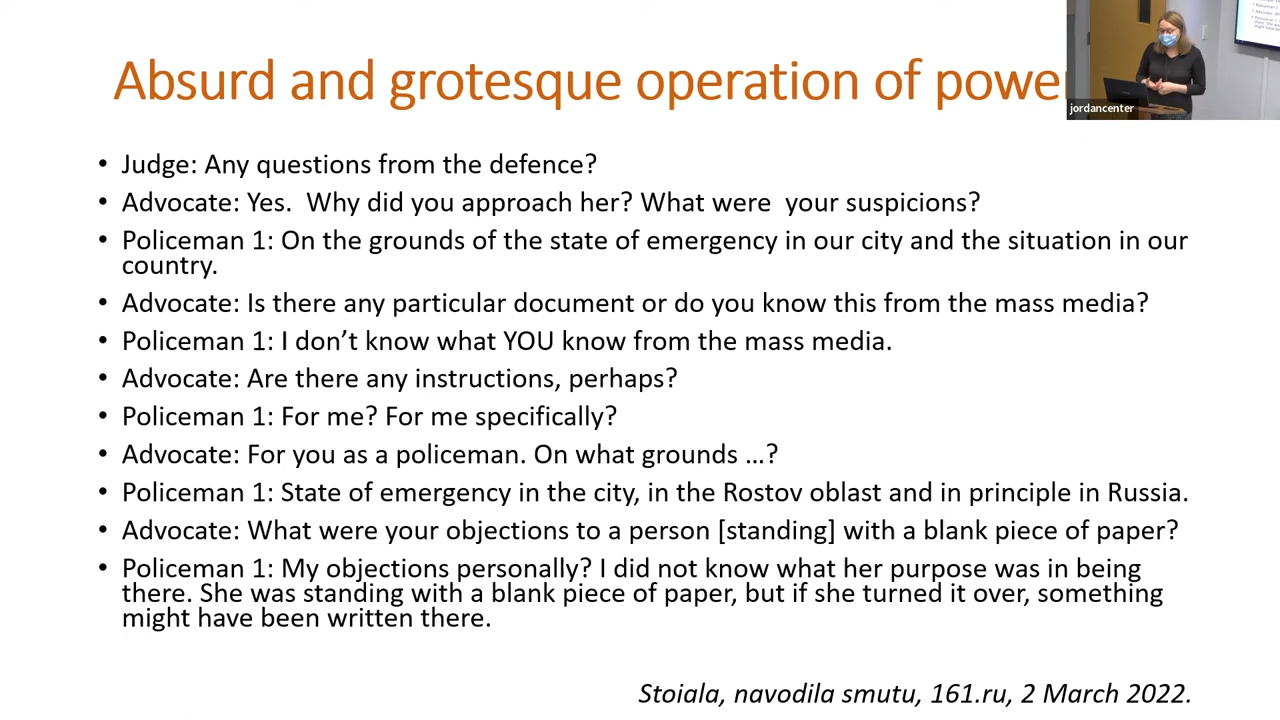 Absurd and grotesque operation of powe
jordancenter
• Judge: Any questions from the defence?
• Advocate: Yes.  Why did you approach her? What were  your suspicions?
• Policeman 1: On the grounds of the state of emergency in our city and the situation in our
country.
• Advocate: Is there any particular document or do you know this from the mass media?
• Policeman 1: I don’t know what YOU know from the mass media.
• Advocate: Are there any instructions, perhaps?
• Policeman 1: For me? For me specifically?
• Advocate: For you as a policeman. On what grounds …?
• Policeman 1: State of emergency in the city, in the Rostov oblast and in principle in Russia.
• Advocate: What were your objections to a person [standing] with a blank piece of paper?
• Policeman 1: My objections personally? I did not know what her purpose was in being
there. She was standing with a blank piece of paper, but if she turned it over, something
might have been written there.
Stoiala, navodila smutu, 161.ru, 2 March 2022.